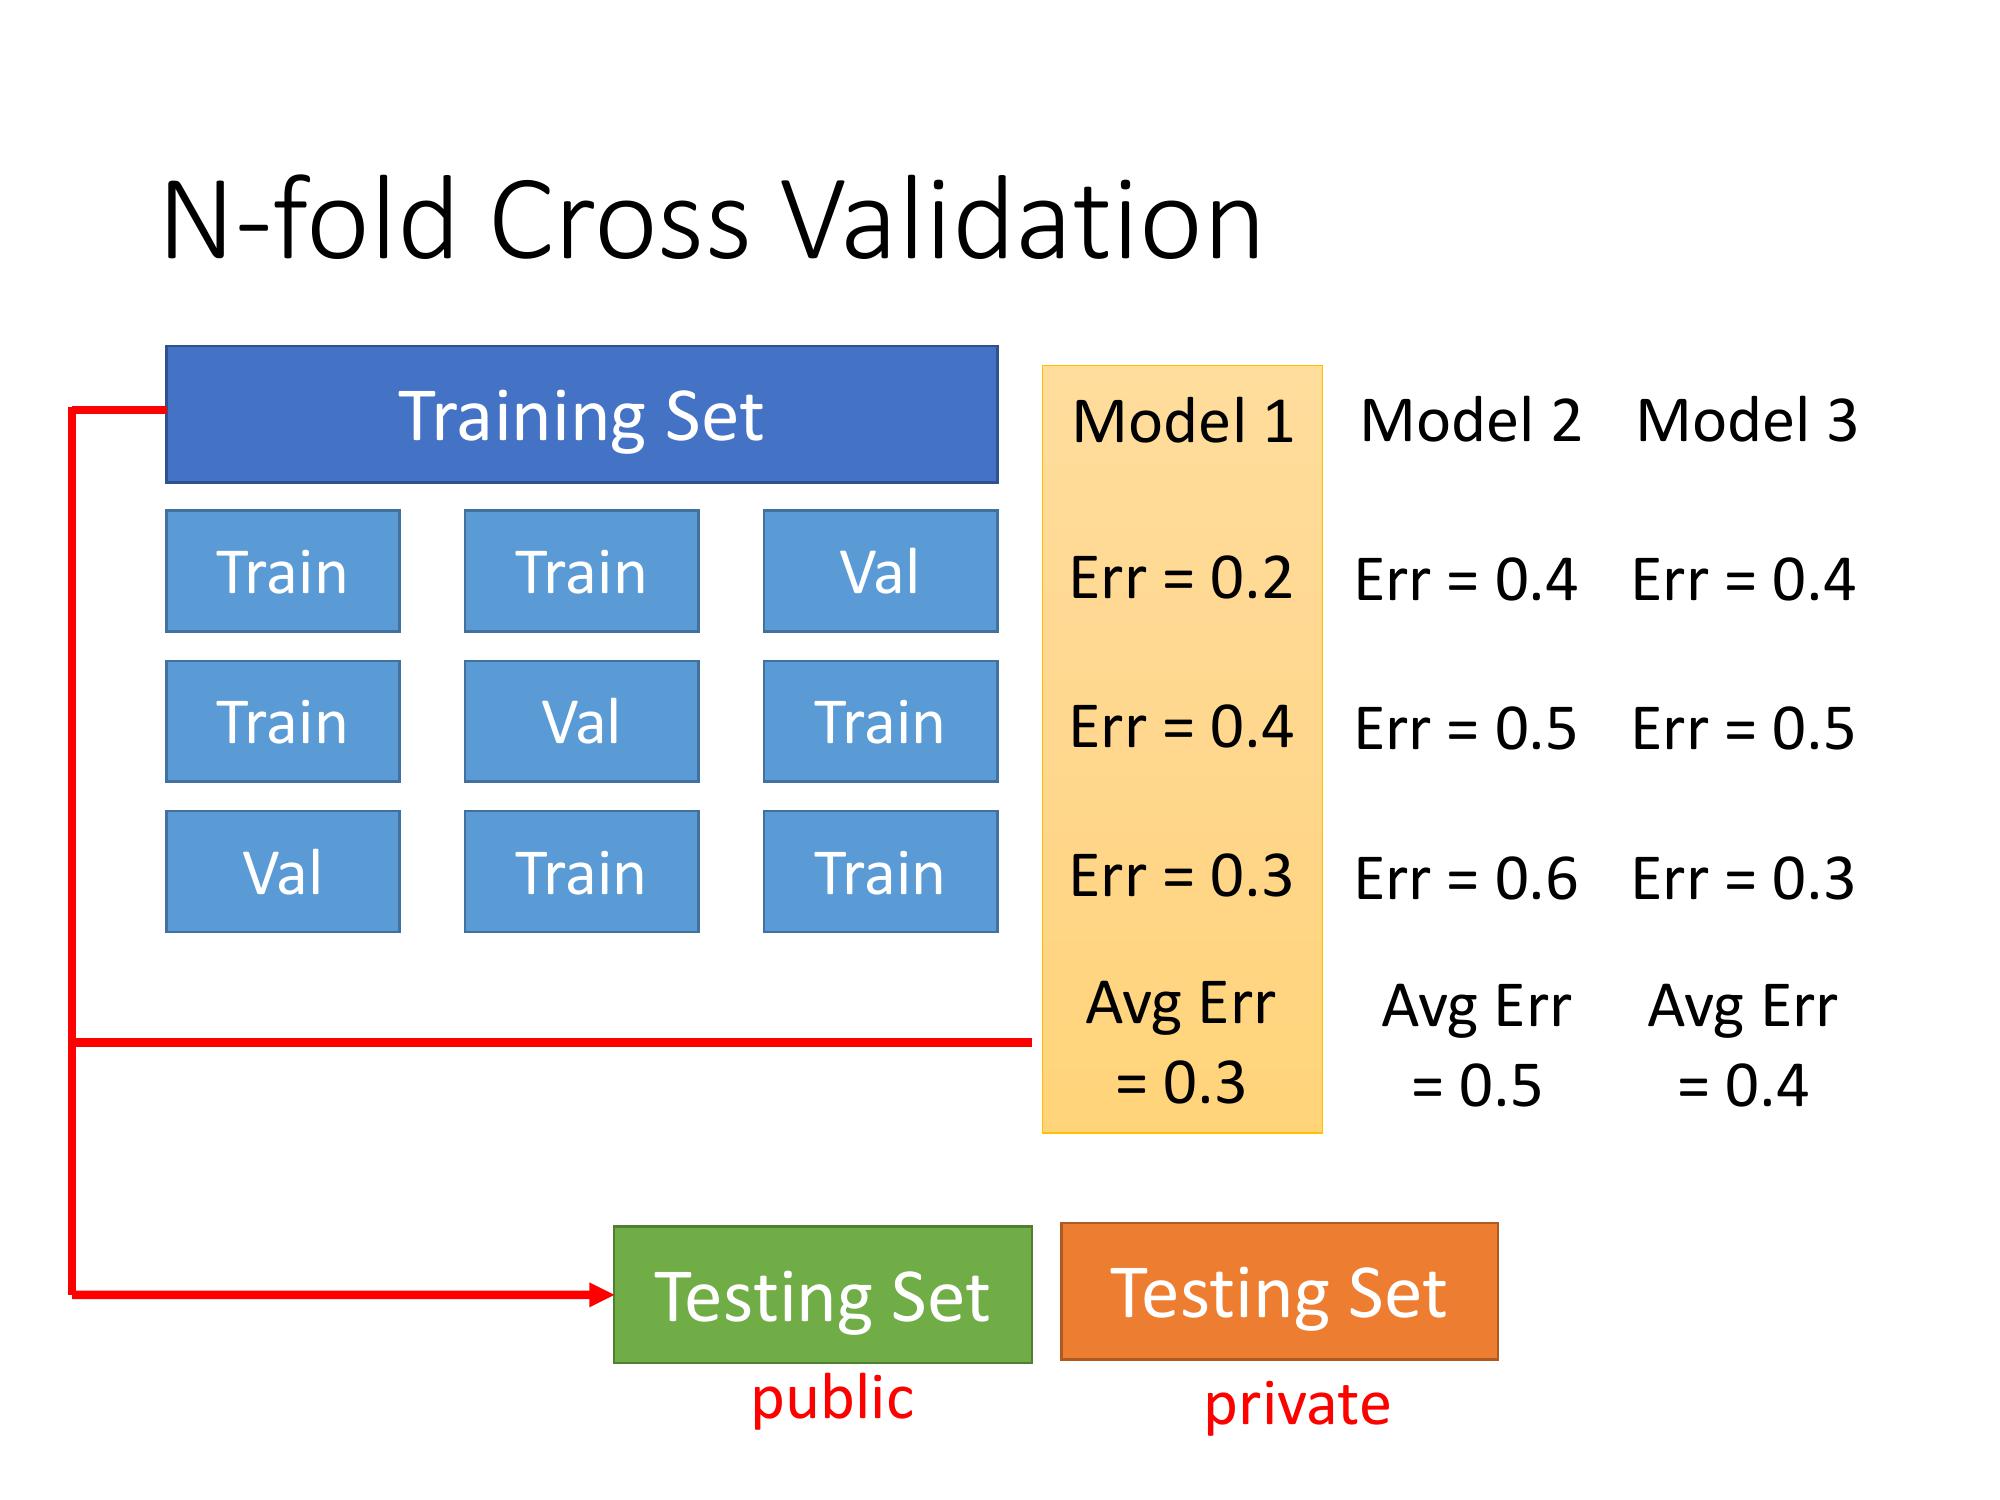 N-fold Cross Validation
Training Set
Model 1
Model 2
Model 3
Train
Train
Val
Err = 0.2
Err = 0.4
Err = 0.4
Train
Val
Train
Err = 0.4
Err = 0.5
Err = 0.5
Val
Train
Train
Err = 0.3
Err = 0.6
Err = 0.3
Avg Err
= 0.3
Avg Err
= 0.5
Avg Err
= 0.4
Testing Set
Testing Set
public
private